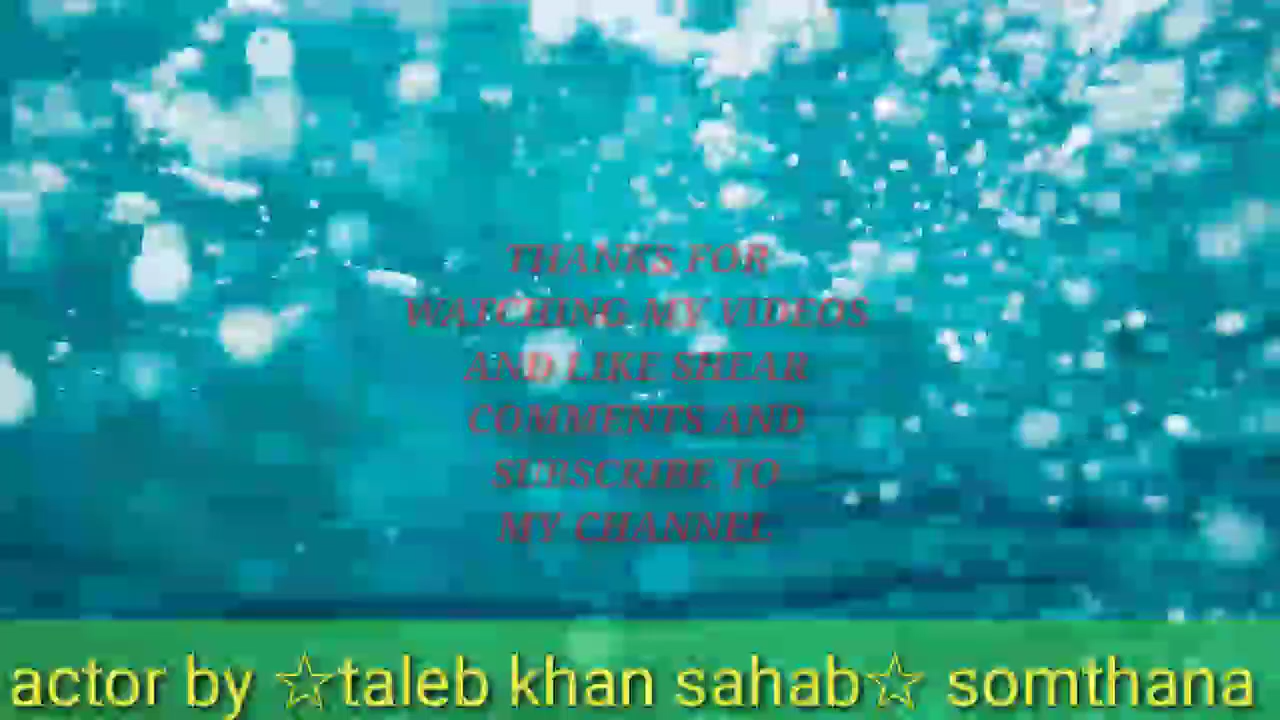 THANKS FOR
WATCHING MY VIDEOS
AND LIKE SHEAR
COMMENTS AND
SUBSCRIBE TO
MY CHANNEL
actor by ☆taleb khan sahab☆ somthana